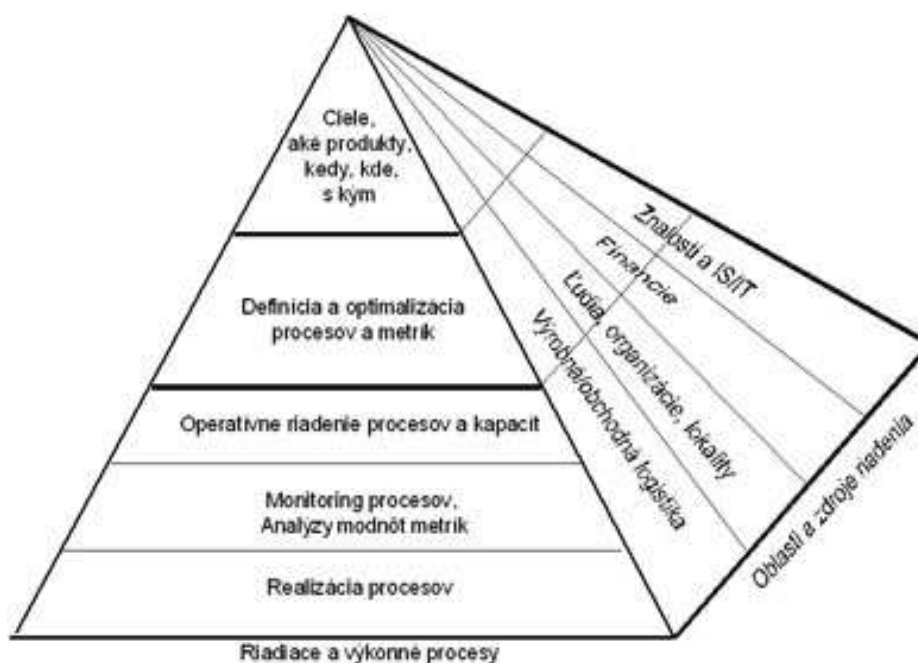 Ciele,
aké produkty,
kedy, kde,
s kým
Definícia a optimalizácia
procesov a metrík
Operatívne riadenie procesov a kapacít
Monitoring procesov,
Analýzy modnôt metrík
Realizácia procesov
Riadiace a výkonné procesy
Znalosti a IS/IT
Financie
Ľudia, organizácie, lokality
Výrobná/obchodná logistika
Oblasti a zdroje riadenia